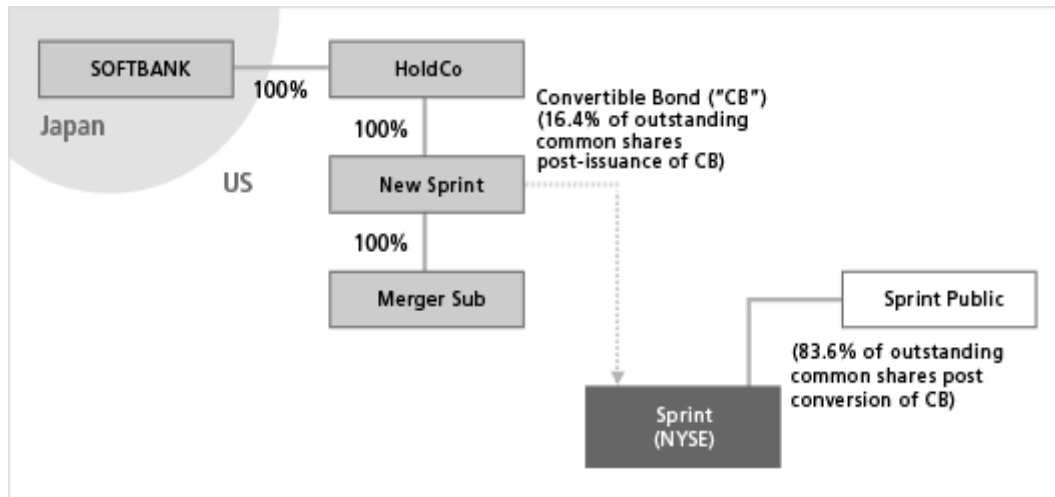 SOFTBANK
100%
HoldCo
Japan
US
100%
Convertible Bond ("CB")
(16.4% of outstanding
common shares
post-issuance of CB)
New Sprint
100%
Merger Sub
Sprint Public
(83.6% of outstanding
common shares post
conversion of CB)
Sprint
(NYSE)